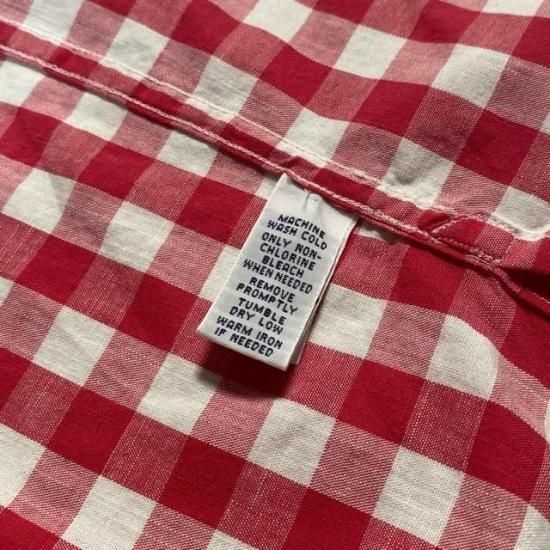 MACHINE
WASH COLD
ONLY NON-
CHLORINE
BLEACH
WHEN NEEDED
REMOVE
PROMPTLY
TUMBLE
DRY LOW
WARM IRON
IF NEEDED